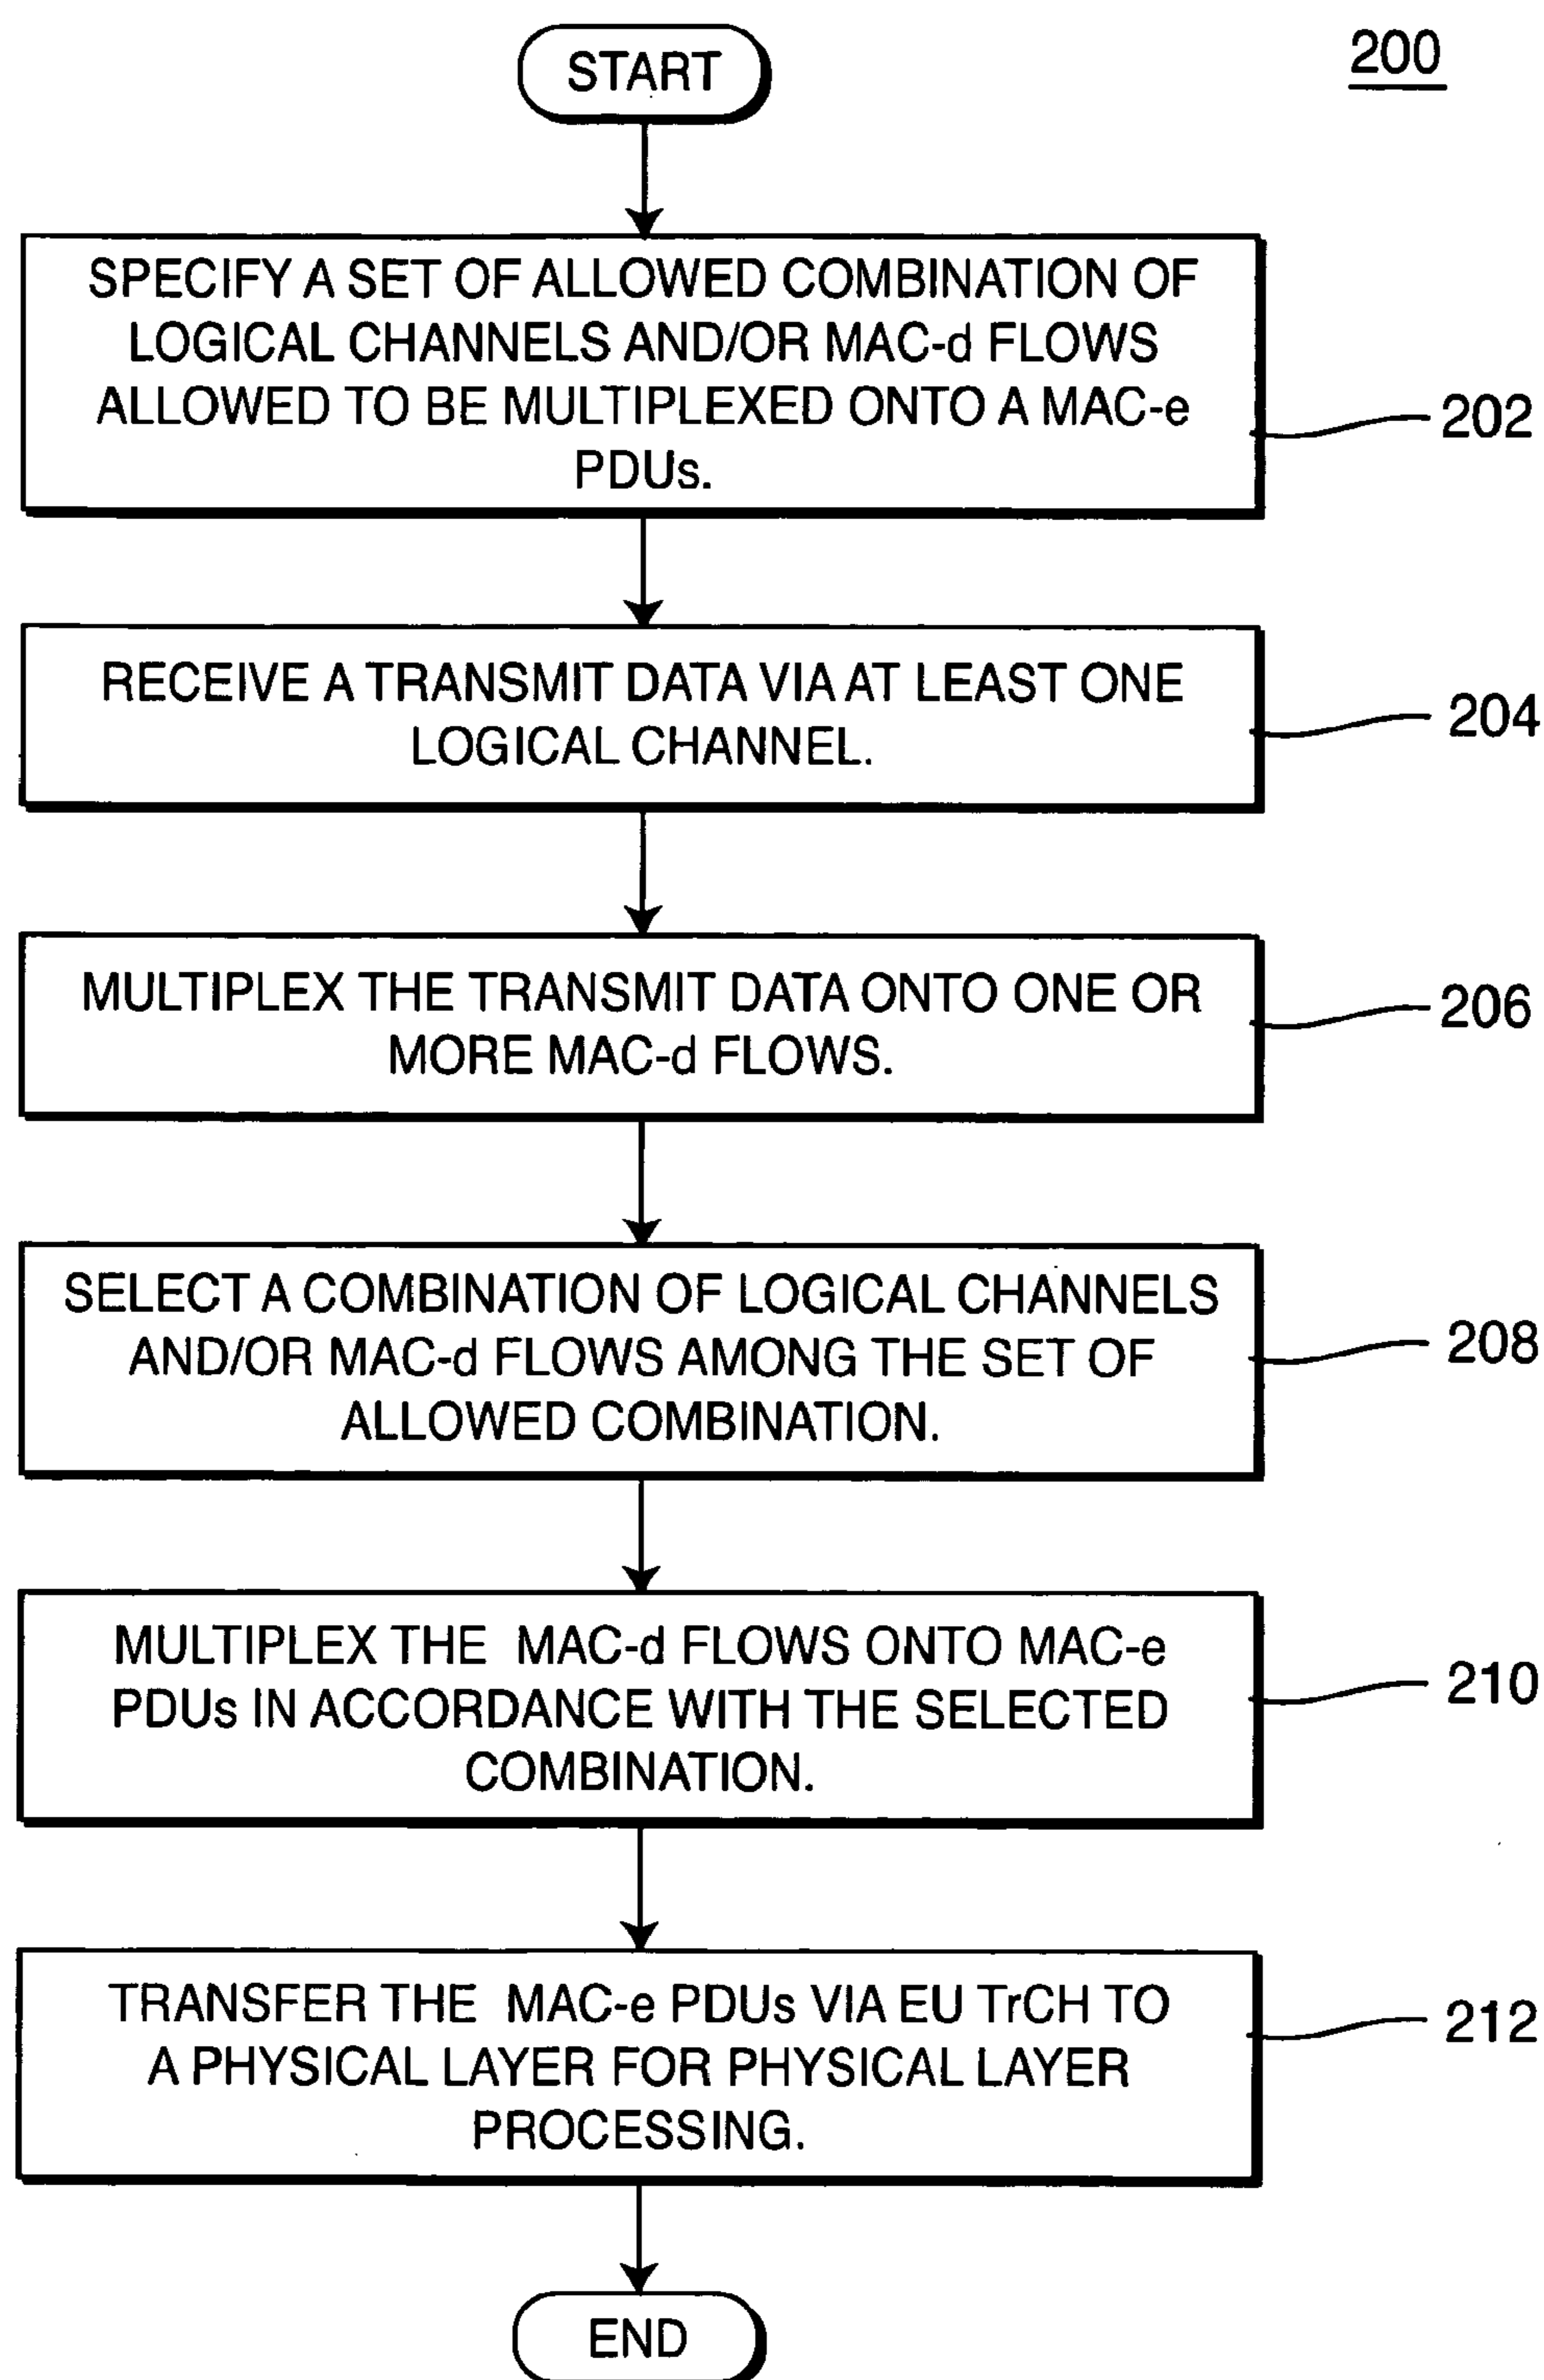 START
200
SPECIFY A SET OF ALLOWED COMBINATION OF
LOGICAL CHANNELS AND/OR MAC-d FLOWS
ALLOWED TO BE MULTIPLEXED ONTO A MAC-e
PDUs.
202
RECEIVE A TRANSMIT DATA VIA AT LEAST ONE
LOGICAL CHANNEL.
204
MULTIPLEX THE TRANSMIT DATA ONTO ONE OR
MORE MAC-d FLOWS.
206
SELECT A COMBINATION OF LOGICAL CHANNELS
AND/OR MAC-d FLOWS AMONG THE SET OF
ALLOWED COMBINATION.
208
MULTIPLEX THE MAC-d FLOWS ONTO MAC-e
PDUs IN ACCORDANCE WITH THE SELECTED
COMBINATION.
210
TRANSFER THE MAC-e PDUs VIA EU TrCH TO
A PHYSICAL LAYER FOR PHYSICAL LAYER
PROCESSING.
212
END